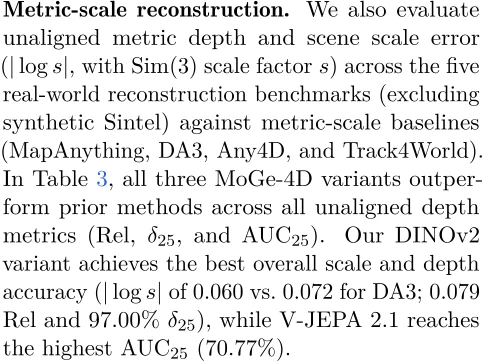 Metric-scale reconstruction. We also evaluate
unaligned metric depth and scene scale error
(| log s|, with Sim(3) scale factor s) across the five
real-world reconstruction benchmarks (excluding
synthetic Sintel) against metric-scale baselines
(MapAnything, DA3, Any4D, and Track4World).
In Table 3, all three MoGe-4D variants outper-
form prior methods across all unaligned depth
metrics (Rel, δ₂₅, and AUC₂₅). Our DINOv2
variant achieves the best overall scale and depth
accuracy (| log s| of 0.060 vs. 0.072 for DA3; 0.079
Rel and 97.00% δ₂₅), while V-JEPA 2.1 reaches
the highest AUC₂₅ (70.77%).